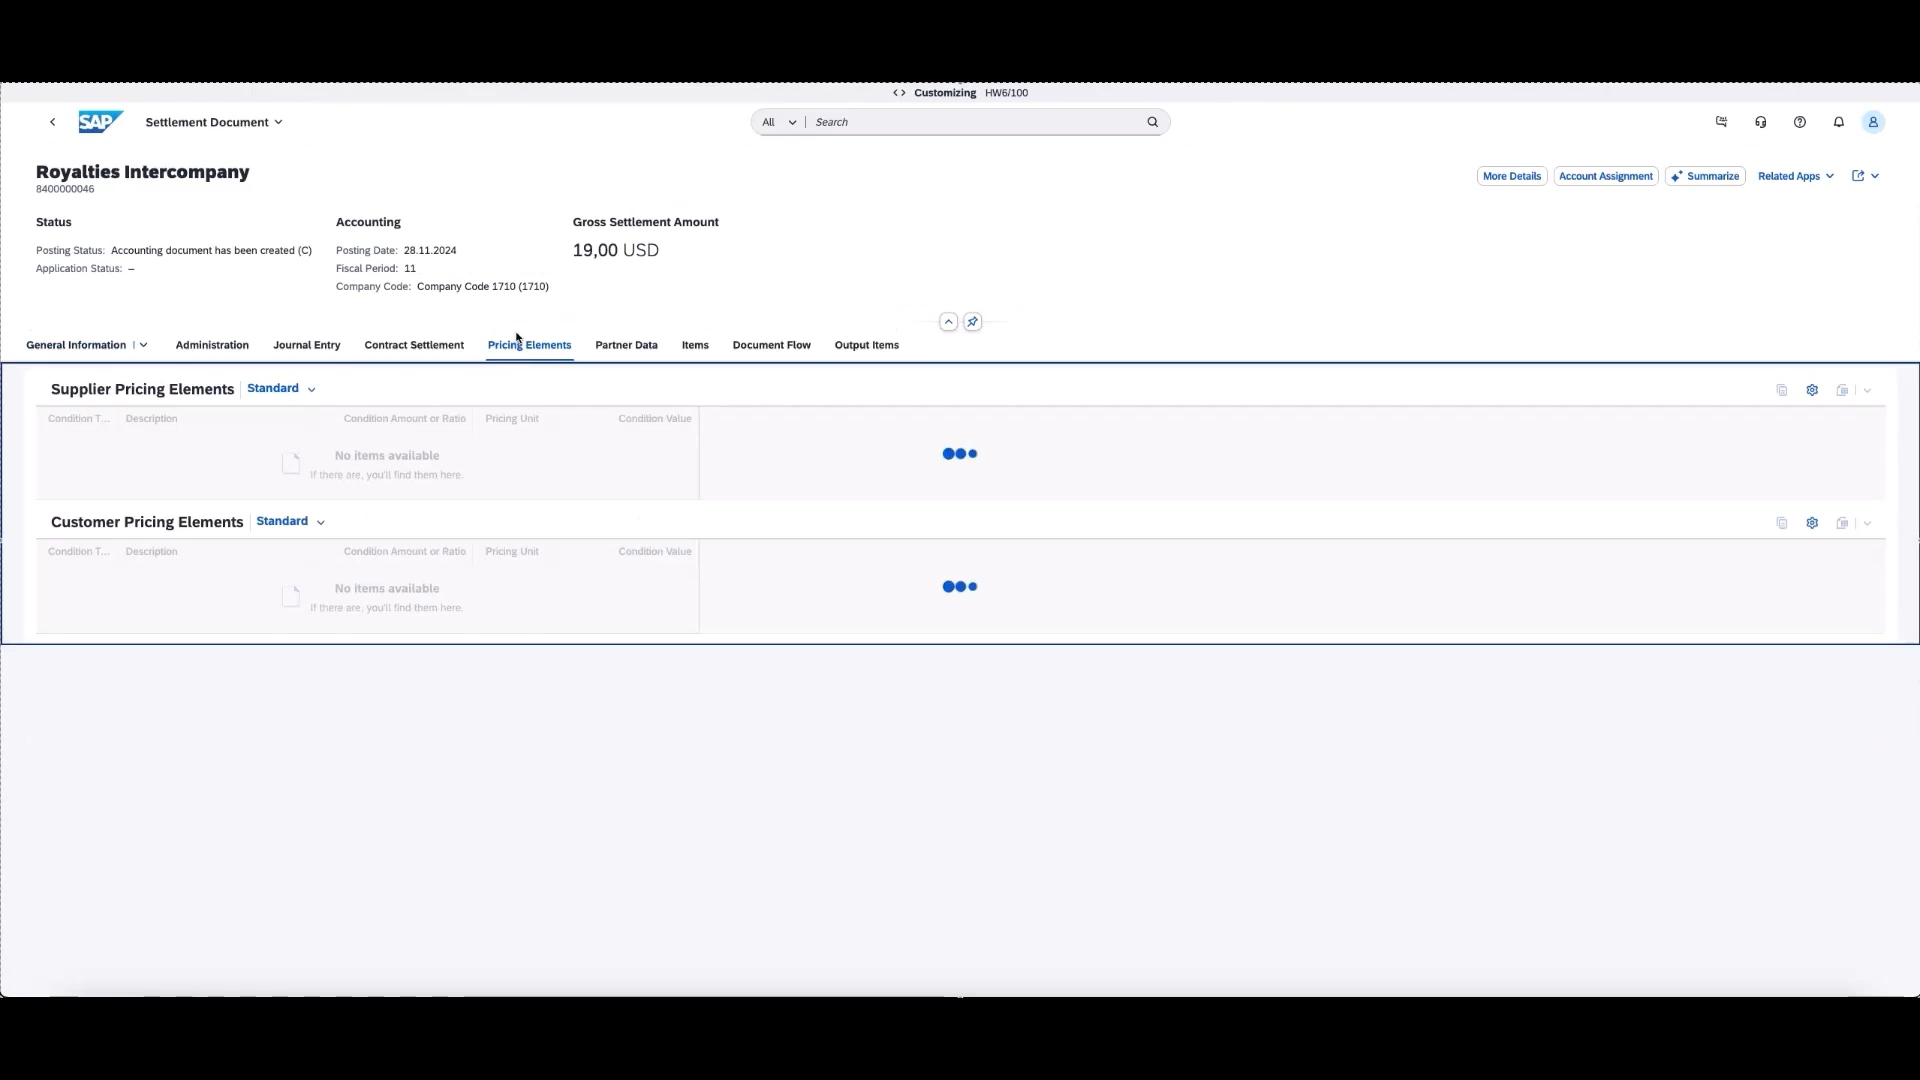 Customizing HW6/100
SAP Settlement Document All Search
Royalties Intercompany
8400000046
More Details Account Assignment Summarize Related Apps
Status Accounting Gross Settlement Amount
Posting Status: Accounting document has been created (C) Posting Date: 28.11.2024 19,00 USD
Application Status: – Fiscal Period: 11
Company Code: Company Code 1710 (1710)
General Information Administration Journal Entry Contract Settlement Pricing Elements Partner Data Items Document Flow Output Items
Supplier Pricing Elements Standard
Condition T... Description Condition Amount or Ratio Pricing Unit Condition Value
No items available
If there are, you'll find them here.
Customer Pricing Elements Standard
Condition T... Description Condition Amount or Ratio Pricing Unit Condition Value
No items available
If there are, you'll find them here.